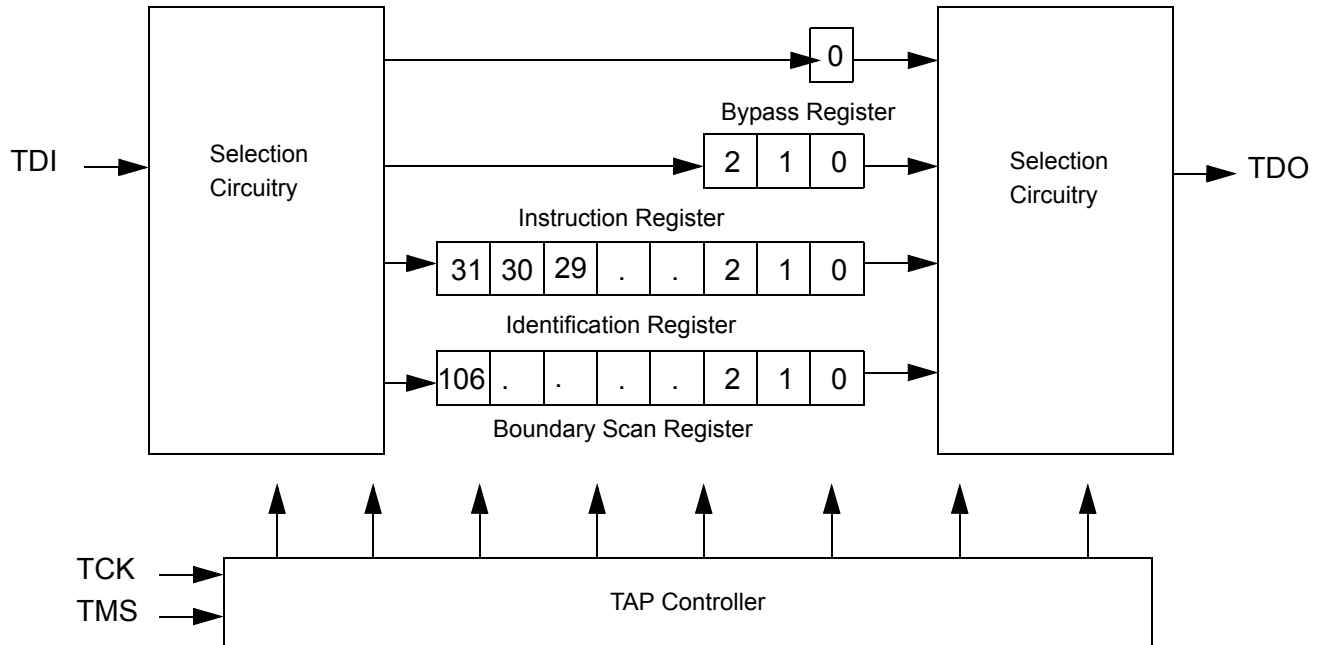 0
Bypass Register
TDI
Selection
Circuitry
2 1 0
Selection
Circuitry
TDO
Instruction Register
31 30 29 . . 2 1 0
Identification Register
106 . . . . 2 1 0
Boundary Scan Register
TCK
TMS
TAP Controller